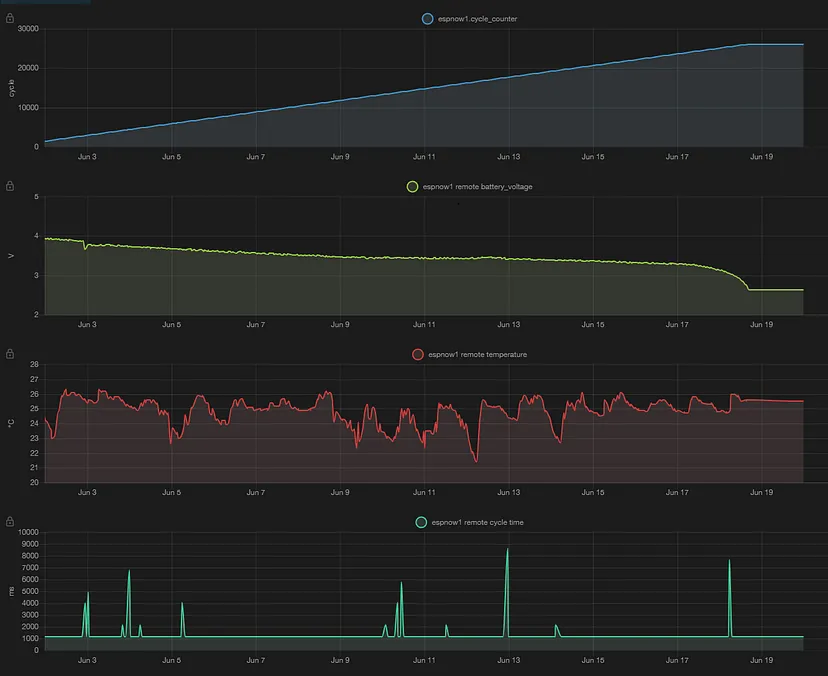 espnow1.cycle_counter
30000
20000
cycle
10000
0
Jun 3 Jun 5 Jun 7 Jun 9 Jun 11 Jun 13 Jun 15 Jun 17 Jun 19
espnow1 remote battery_voltage
5
4
V
3
2
Jun 3 Jun 5 Jun 7 Jun 9 Jun 11 Jun 13 Jun 15 Jun 17 Jun 19
espnow1 remote temperature
28
27
26
25
°C
24
23
22
21
20
Jun 3 Jun 5 Jun 7 Jun 9 Jun 11 Jun 13 Jun 15 Jun 17 Jun 19
espnow1 remote cycle time
10000
9000
8000
7000
6000
5000
ms
4000
3000
2000
1000
0
Jun 3 Jun 5 Jun 7 Jun 9 Jun 11 Jun 13 Jun 15 Jun 17 Jun 19